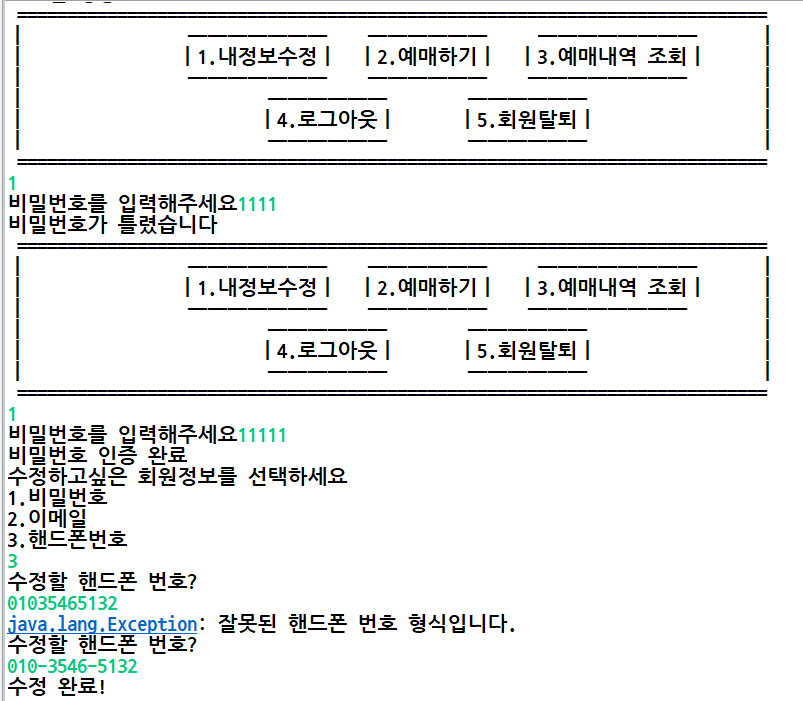 |1.내정보수정| |2.예매하기| |3.예매내역 조회|
|4.로그아웃| |5.회원탈퇴|
1
비밀번호를 입력해주세요1111
비밀번호가 틀렸습니다
|1.내정보수정| |2.예매하기| |3.예매내역 조회|
|4.로그아웃| |5.회원탈퇴|
1
비밀번호를 입력해주세요11111
비밀번호 인증 완료
수정하고싶은 회원정보를 선택하세요
1.비밀번호
2.이메일
3.핸드폰번호
3
수정할 핸드폰 번호?
01035465132
java.lang.Exception: 잘못된 핸드폰 번호 형식입니다.
수정할 핸드폰 번호?
010-3546-5132
수정 완료!